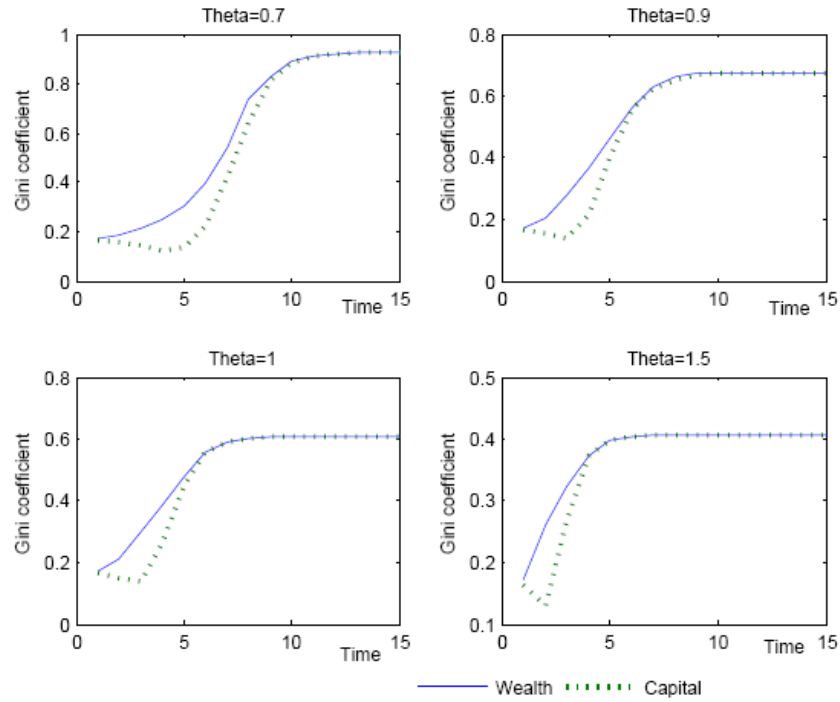 Theta=0.7
Gini coefficient
1
0.8
0.6
0.4
0.2
0
0 5 10 15
Time
Theta=0.9
Gini coefficient
0.8
0.6
0.4
0.2
0
0 5 10 15
Time
Theta=1
Gini coefficient
0.8
0.6
0.4
0.2
0
0 5 10 15
Time
Theta=1.5
Gini coefficient
0.5
0.4
0.3
0.2
0.1
0 5 10 15
Time
Wealth Capital